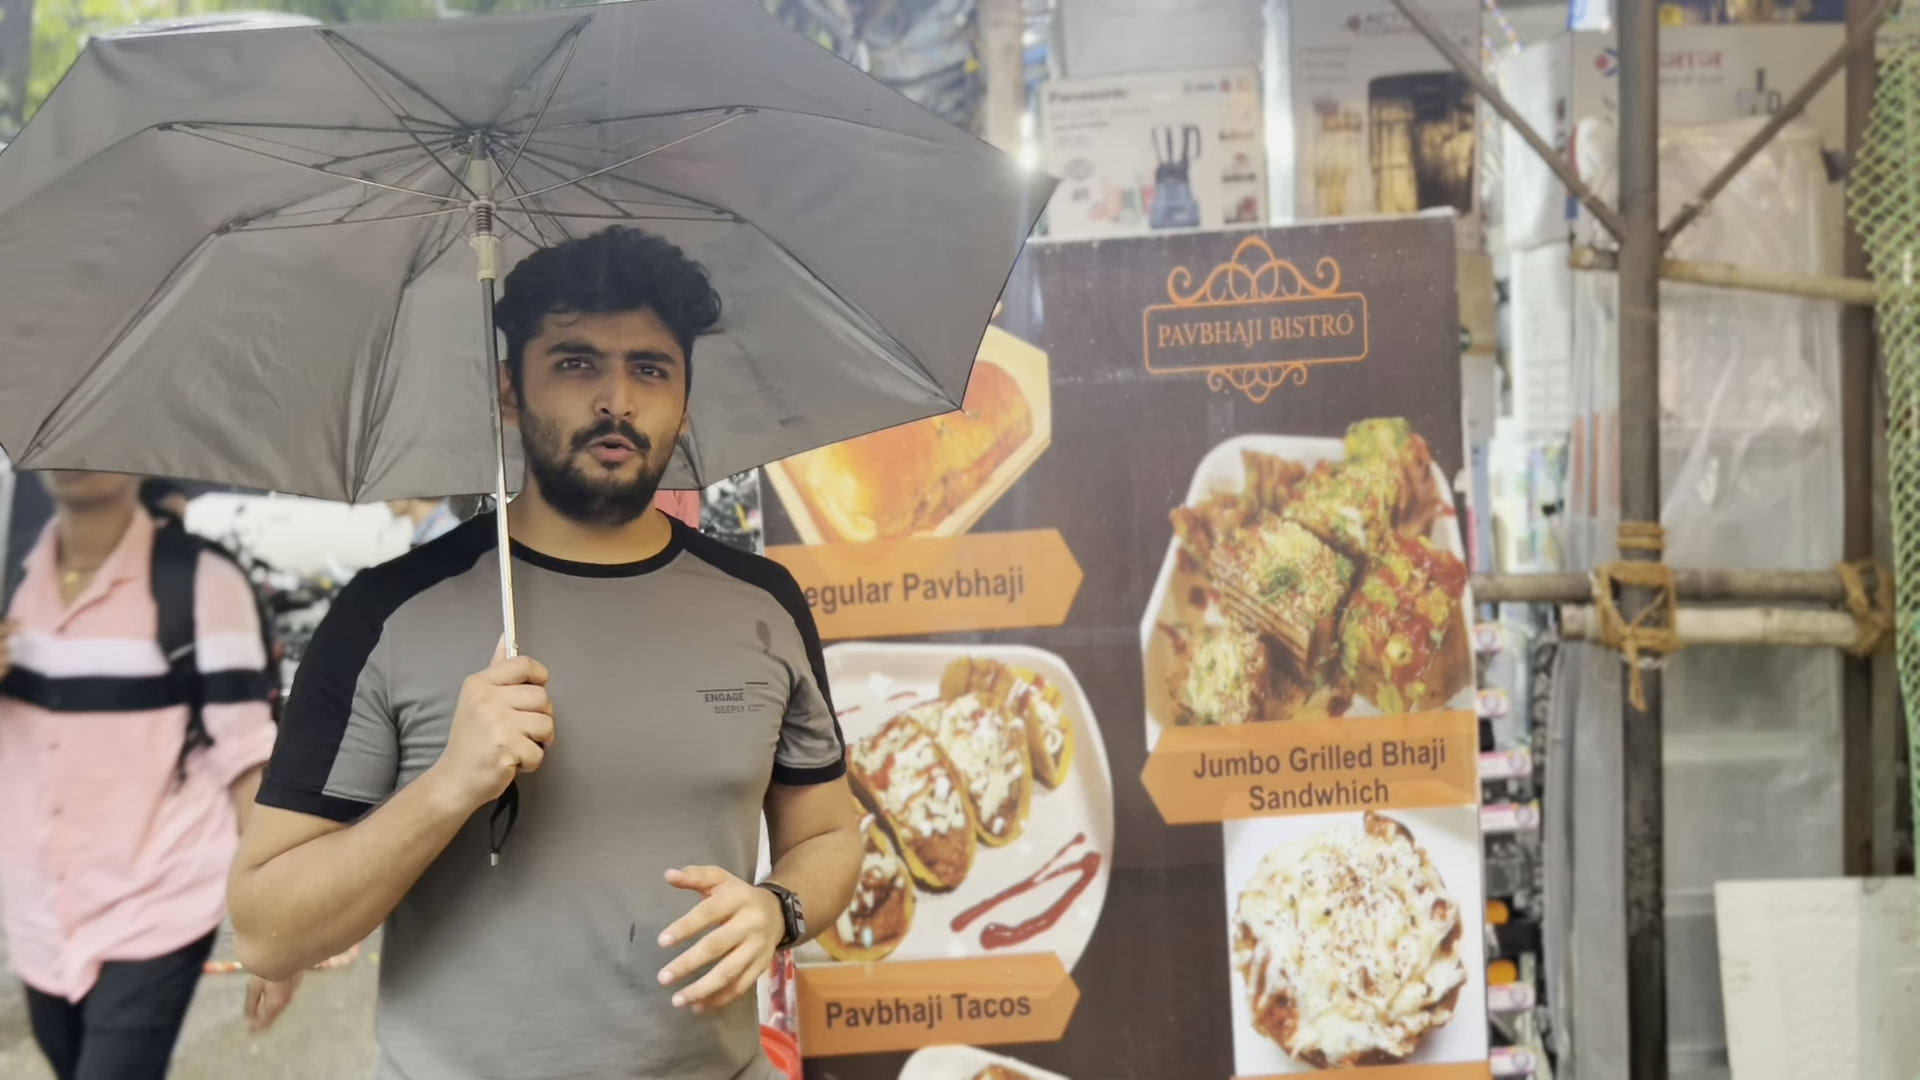 Panasonic
जाज
PAVBHAJI BISTRO
egular Pavbhaji
ENGAGE
DEEPLY
Jumbo Grilled Bhaji
Sandwhich
Pavbhaji Tacos